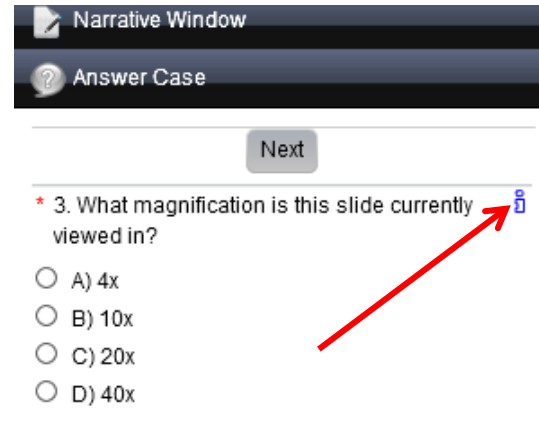 Narrative Window
Answer Case
Next
* 3. What magnification is this slide currently
viewed in?
A) 4x
B) 10x
C) 20x
D) 40x